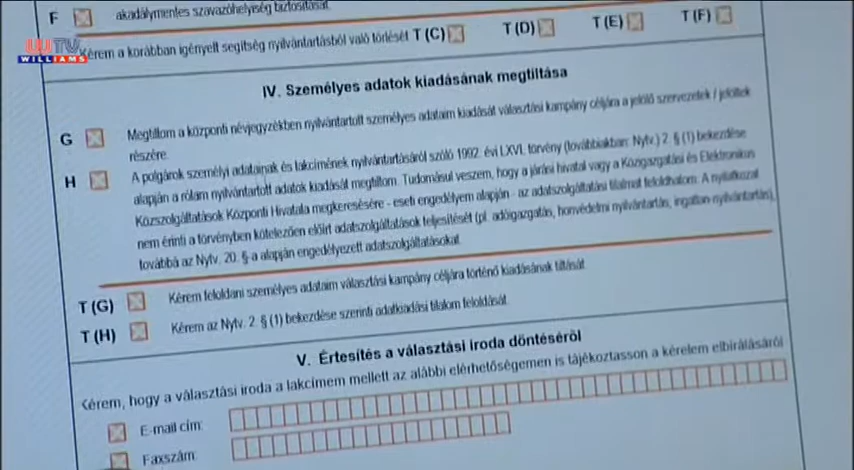 F akadálymentes szavazóhelyiség biztosítását.
Kérem a korábban igényelt segítség nyilvántartásból való törlését T (C) T (D) T (E) T (F)
WTV
WILLIAMS
IV. Személyes adatok kiadásának megtiltása
G Megtiltom a központi névjegyzékben nyilvántartott személyes adataim kiadását választási kampány céljára a jelölő szervezetek / jelöltek
részére.
H A polgárok személyi adatainak és lakcímének nyilvántartásáról szóló 1992. évi LXVI. törvény (továbbiakban: Nytv.) 2. § (1) bekezdése
alapján a rólam nyilvántartott adatok kiadását megtiltom. Tudomásul veszem, hogy a járási hivatal vagy a Közigazgatási és Elektronikus
Közszolgáltatások Központi Hivatala megkeresésére - eseti engedélyem alapján - az adatszolgáltatási tilalmat feloldhatom. A nyilatkozat
nem érinti a törvényben kötelezően előírt adatszolgáltatások teljesítését (pl. adóigazgatás, honvédelmi nyilvántartás, ingatlan-nyilvántartás),
továbbá az Nytv. 20. §-a alapján engedélyezett adatszolgáltatásokat.
T (G) Kérem feloldani személyes adataim választási kampány céljára történő kiadásának tiltását.
T (H) Kérem az Nytv. 2. § (1) bekezdése szerinti adatkiadási tilalom feloldását.
V. Értesítés a választási iroda döntéséről
Kérem, hogy a választási iroda a lakcímem mellett az alábbi elérhetőségemen is tájékoztasson a kérelem elbírálásáról
E-mail cím:
Faxszám: